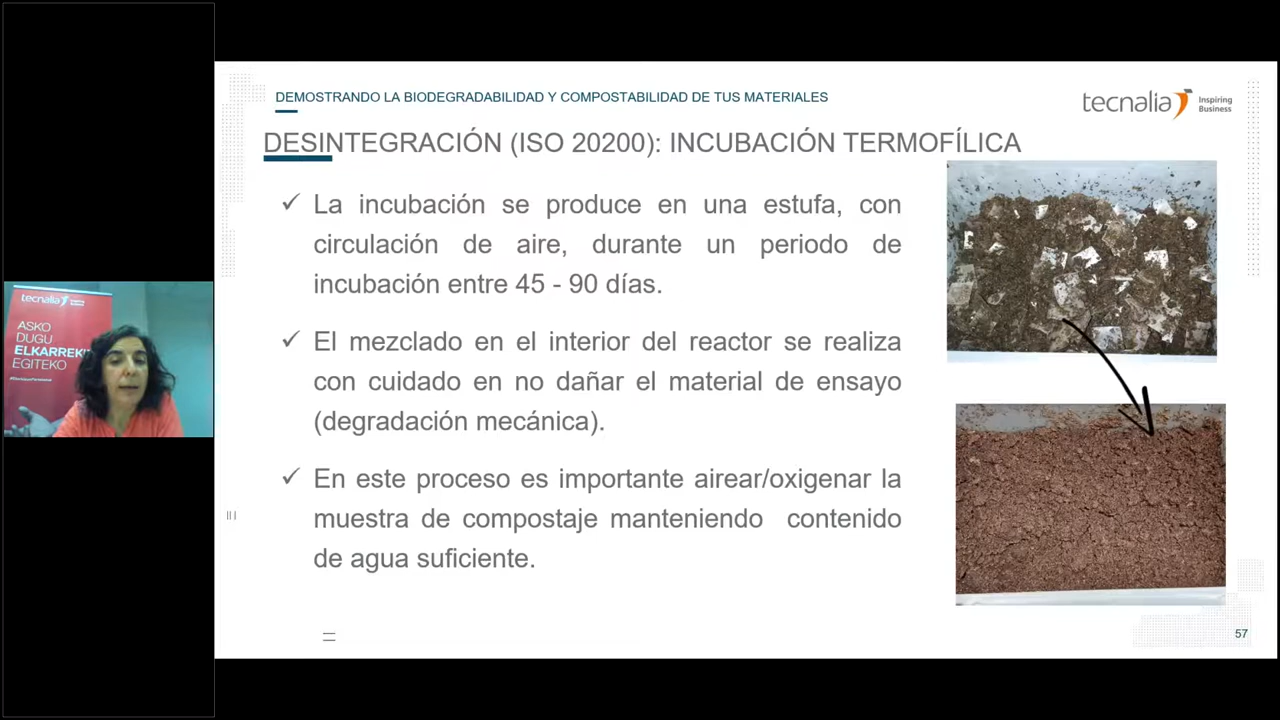 DEMOSTRANDO LA BIODEGRADABILIDAD Y COMPOSTABILIDAD DE TUS MATERIALES
tecnalia Inspiring
Business
DESINTEGRACIÓN (ISO 20200): INCUBACIÓN TERMOFÍLICA
✓ La incubación se produce en una estufa, con
circulación de aire, durante un periodo de
incubación entre 45 - 90 días.
✓ El mezclado en el interior del reactor se realiza
con cuidado en no dañar el material de ensayo
(degradación mecánica).
✓ En este proceso es importante airear/oxigenar la
muestra de compostaje manteniendo contenido
de agua suficiente.
57
tecnalia
ASKO
DUGU
ELKARREKI
EGITEKO